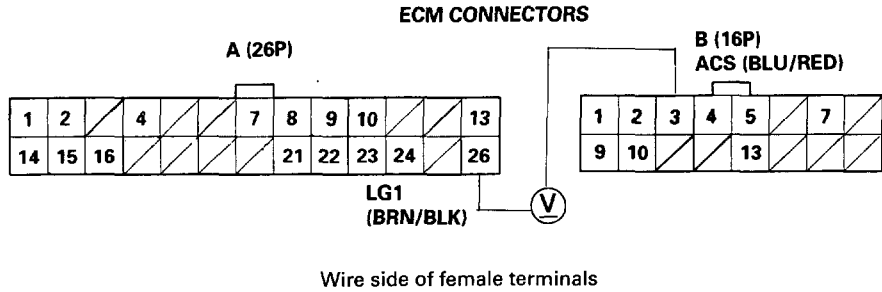 ECM CONNECTORS
A (26P)
B (16P)
ACS (BLU/RED)
1 2 4 7 8 9 10 13
14 15 16 21 22 23 24 26
1 2 3 4 5 7
9 10 13
LG1
(BRN/BLK)
V
Wire side of female terminals